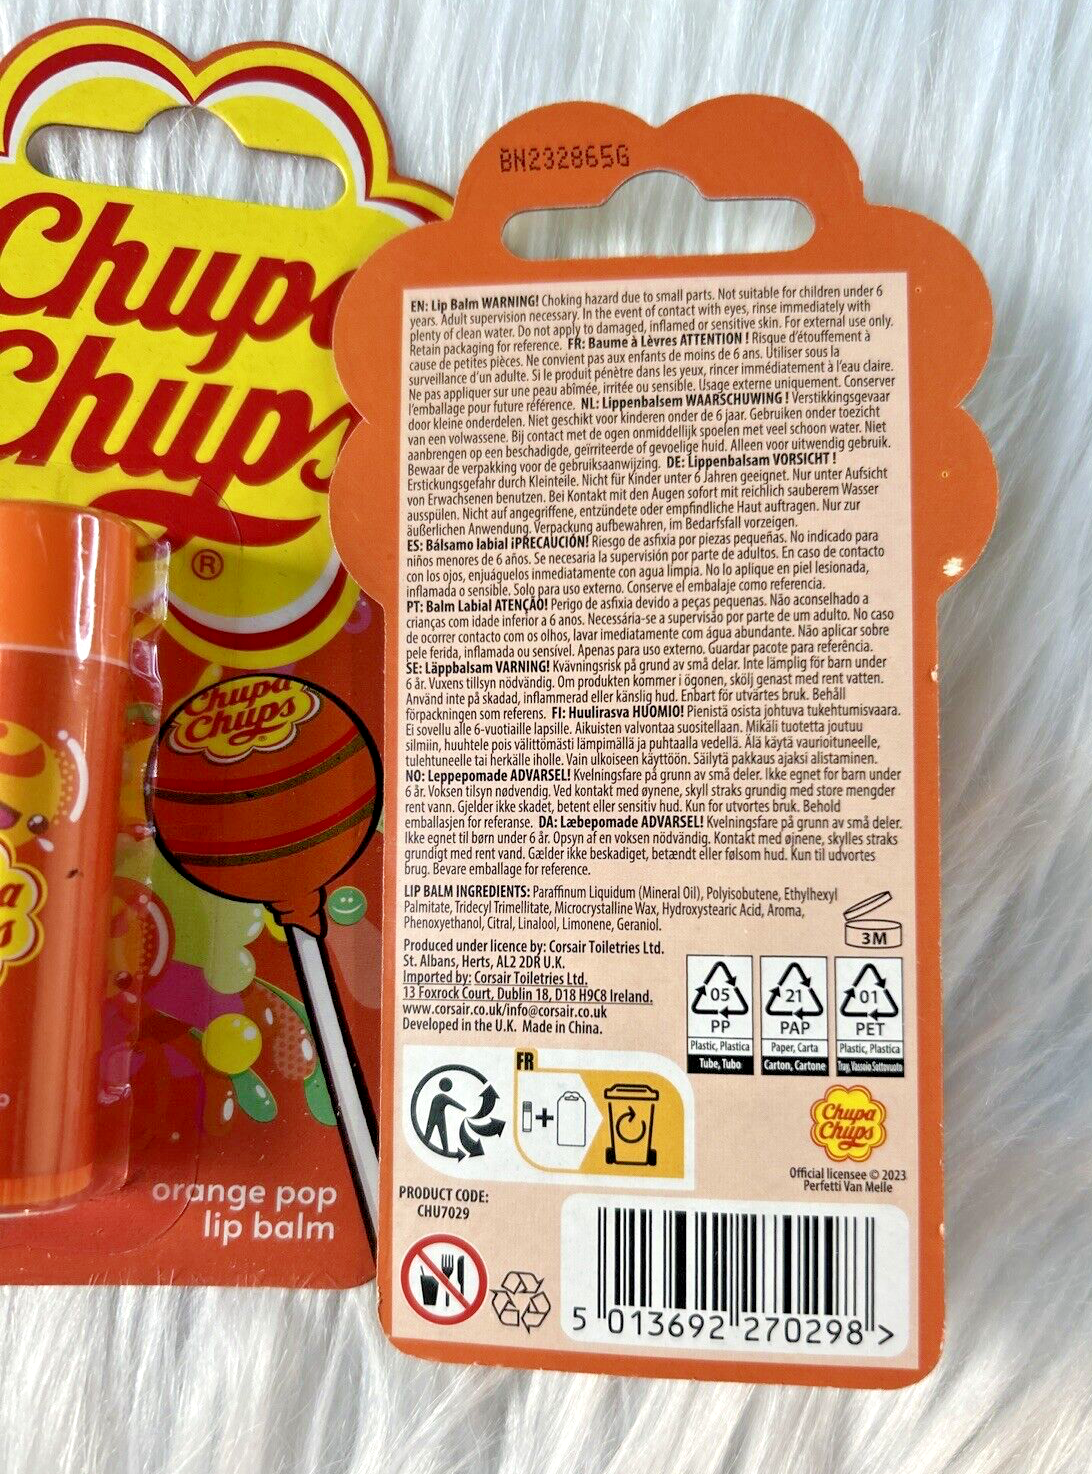 Chupa
Chups
®
Chupa
Chups
®
orange pop
lip balm
BN232865G
EN: Lip Balm WARNING! Choking hazard due to small parts. Not suitable for children under 6
years. Adult supervision necessary. In the event of contact with eyes, rinse immediately with
plenty of clean water. Do not apply to damaged, inflamed or sensitive skin. For external use only.
Retain packaging for reference. FR: Baume à Lèvres ATTENTION ! Risque d'étouffement à
cause de petites pièces. Ne convient pas aux enfants de moins de 6 ans. Utiliser sous la
surveillance d'un adulte. Si le produit pénètre dans les yeux, rincer immédiatement à l'eau claire.
Ne pas appliquer sur une peau abîmée, irritée ou sensible. Usage externe uniquement. Conserver
l'emballage pour future référence. NL: Lippenbalsem WAARSCHUWING ! Verstikkingsgevaar
door kleine onderdelen. Niet geschikt voor kinderen onder de 6 jaar. Gebruiken onder toezicht
van een volwassene. Bij contact met de ogen onmiddellijk spoelen met veel schoon water. Niet
aanbrengen op een beschadigde, geïrriteerde of gevoelige huid. Alleen voor uitwendig gebruik.
Bewaar de verpakking voor de gebruiksaanwijzing. DE: Lippenbalsam VORSICHT !
Erstickungsgefahr durch Kleinteile. Nicht für Kinder unter 6 Jahren geeignet. Nur unter Aufsicht
von Erwachsenen benutzen. Bei Kontakt mit den Augen sofort mit reichlich sauberem Wasser
ausspülen. Nicht auf angegriffene, entzündete oder empfindliche Haut auftragen. Nur zur
äußerlichen Anwendung. Verpackung aufbewahren, im Bedarfsfall vorzeigen.
ES: Bálsamo labial ¡PRECAUCIÓN! Riesgo de asfixia por piezas pequeñas. No indicado para
niños menores de 6 años. Se necesaria la supervisión por parte de adultos. En caso de contacto
con los ojos, enjuáguelos inmediatamente con agua limpia. No lo aplique en piel lesionada,
inflamada o sensible. Solo para uso externo. Conserve el embalaje como referencia.
PT: Balm Labial ATENÇÃO! Perigo de asfixia devido a peças pequenas. Não aconselhado a
crianças com idade inferior a 6 anos. Necessária-se a supervisão por parte de um adulto. No caso
de ocorrer contacto com os olhos, lavar imediatamente com água abundante. Não aplicar sobre
pele ferida, inflamada ou sensível. Apenas para uso externo. Guardar pacote para referência.
SE: Läppbalsam VARNING! Kvävningsrisk på grund av små delar. Inte lämplig för barn under
6 år. Vuxens tillsyn nödvändig. Om produkten kommer i ögonen, skölj genast med rent vatten.
Använd inte på skadad, inflammerad eller känslig hud. Enbart för utvärtes bruk. Behåll
förpackningen som referens. FI: Huulirasva HUOMIO! Pienistä osista johtuva tukehtumisvaara.
Ei sovellu alle 6-vuotiaille lapsille. Aikuisten valvontaa suositellaan. Mikäli tuotetta joutuu
silmiin, huuhtele pois välittömästi lämpimällä ja puhtaalla vedellä. Älä käytä vaurioituneelle,
tulehtuneelle tai herkälle iholle. Vain ulkoiseen käyttöön. Säilytä pakkaus ajaksi alistaminen.
NO: Leppepomade ADVARSEL! Kvelningsfare på grunn av små deler. Ikke egnet for barn under
6 år. Voksen tilsyn nødvendig. Ved kontakt med øynene, skyll straks grundig med store mengder
rent vann. Gjelder ikke skadet, betent eller sensitiv hud. Kun for utvortes bruk. Behold
emballasjen for referanse. DA: Læbepomade ADVARSEL! Kvelningsfare på grunn av små deler.
Ikke egnet til børn under 6 år. Opsyn af en voksen nödvändig. Kontakt med øjnene, skylles straks
grundigt med rent vand. Gælder ikke beskadiget, betændt eller følsom hud. Kun til udvortes
brug. Bevare emballage for reference.
LIP BALM INGREDIENTS: Paraffinum Liquidum (Mineral Oil), Polyisobutene, Ethylhexyl
Palmitate, Tridecyl Trimellitate, Microcrystalline Wax, Hydroxystearic Acid, Aroma,
Phenoxyethanol, Citral, Linalool, Limonene, Geraniol.
3M
Produced under licence by: Corsair Toiletries Ltd.
St. Albans, Herts, AL2 2DR U.K.
Imported by: Corsair Toiletries Ltd.
13 Foxrock Court, Dublin 18, D18 H9C8 Ireland.
www.corsair.co.uk/info@corsair.co.uk
Developed in the U.K. Made in China.
05 21 01
PP PAP PET
Plastic, Plastica Paper, Carta Plastic, Plastica
Tube, Tubo Carton, Cartone Tray, Vassoio Sottovuoto
FR
Chupa
Chups
Official licensee © 2023
Perfetti Van Melle
PRODUCT CODE:
CHU7029
5 013692 270298 >